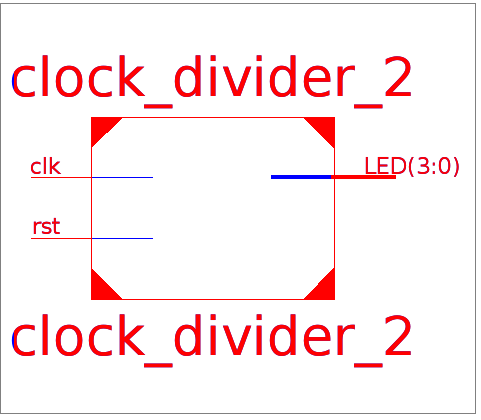 clock_divider_2
clk
LED(3:0)
rst
clock_divider_2